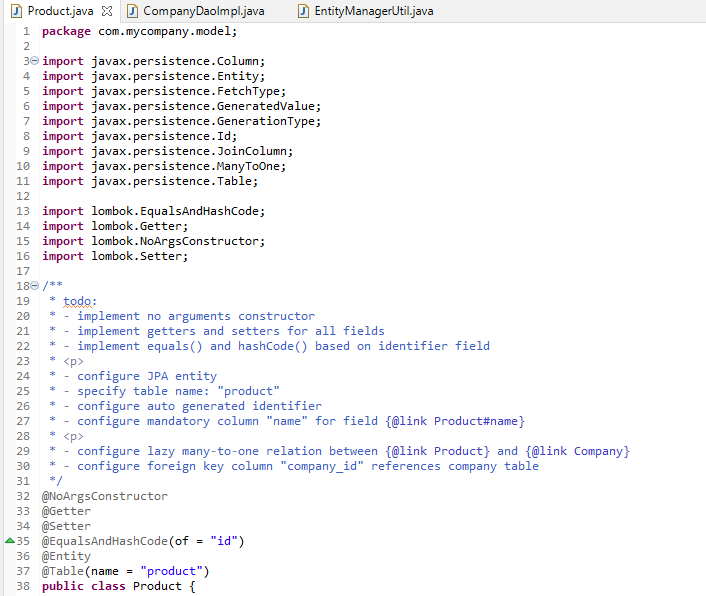 Product.java CompanyDaoImpl.java EntityManagerUtil.java
1 package com.mycompany.model;
2
3 import javax.persistence.Column;
4 import javax.persistence.Entity;
5 import javax.persistence.FetchType;
6 import javax.persistence.GeneratedValue;
7 import javax.persistence.GenerationType;
8 import javax.persistence.Id;
9 import javax.persistence.JoinColumn;
10 import javax.persistence.ManyToOne;
11 import javax.persistence.Table;
12
13 import lombok.EqualsAndHashCode;
14 import lombok.Getter;
15 import lombok.NoArgsConstructor;
16 import lombok.Setter;
17
18 /**
19  * todo:
20  * - implement no arguments constructor
21  * - implement getters and setters for all fields
22  * - implement equals() and hashCode() based on identifier field
23  * <p>
24  * - configure JPA entity
25  * - specify table name: "product"
26  * - configure auto generated identifier
27  * - configure mandatory column "name" for field {@link Product#name}
28  * <p>
29  * - configure lazy many-to-one relation between {@link Product} and {@link Company}
30  * - configure foreign key column "company_id" references company table
31  */
32 @NoArgsConstructor
33 @Getter
34 @Setter
35 @EqualsAndHashCode(of = "id")
36 @Entity
37 @Table(name = "product")
38 public class Product {